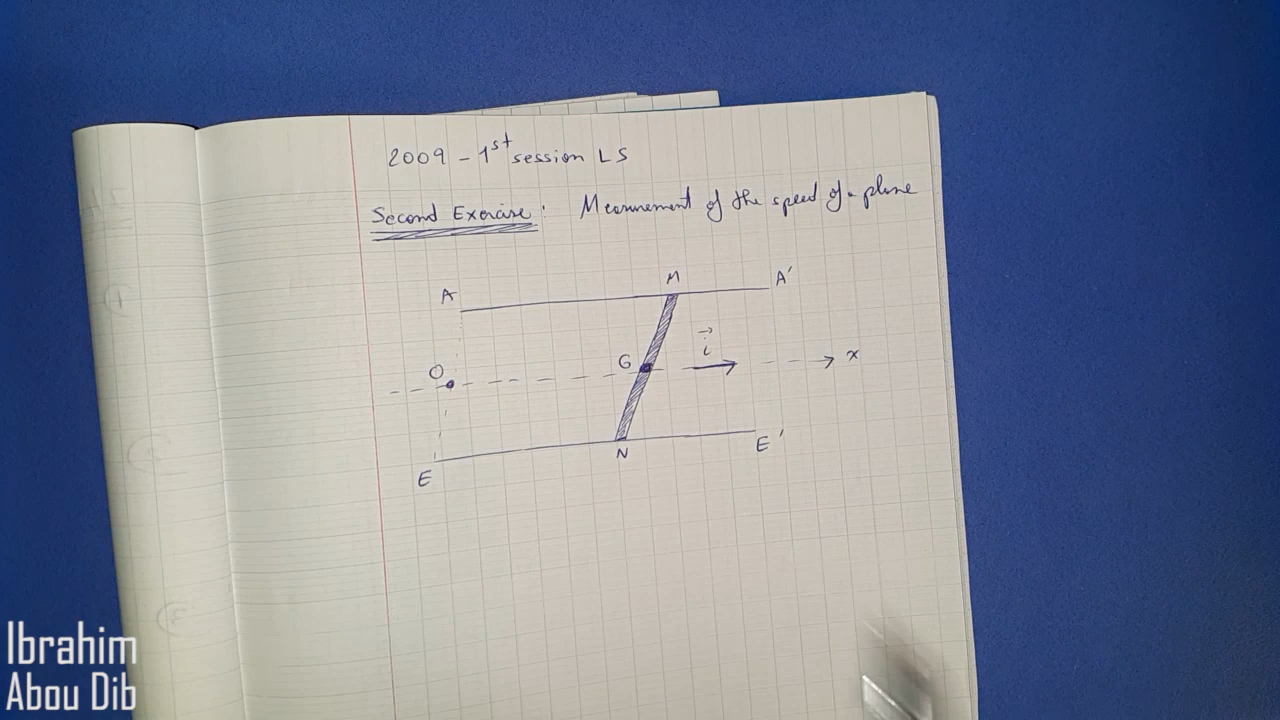 2009 - 1st session LS
Second Exercise: Measurement of the speed of a plane
A M A'
O G i x
E N E'
Ibrahim
Abou Dib